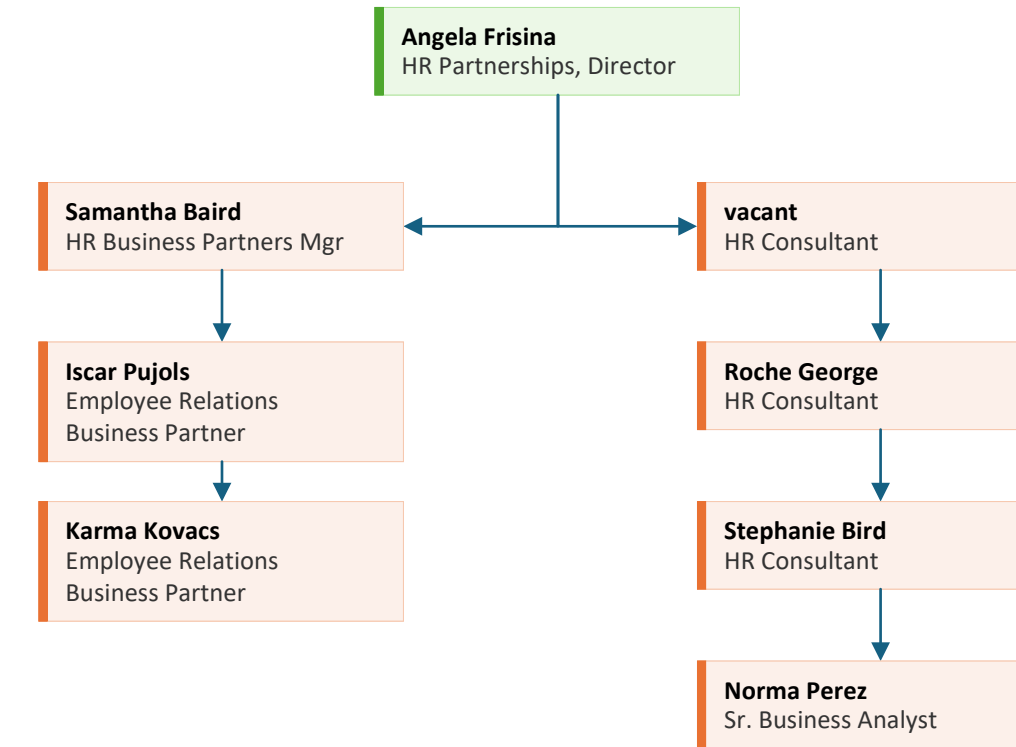 Angela Frisina
HR Partnerships, Director
Samantha Baird
HR Business Partners Mgr
vacant
HR Consultant
Iscar Pujols
Employee Relations
Business Partner
Roche George
HR Consultant
Karma Kovacs
Employee Relations
Business Partner
Stephanie Bird
HR Consultant
Norma Perez
Sr. Business Analyst